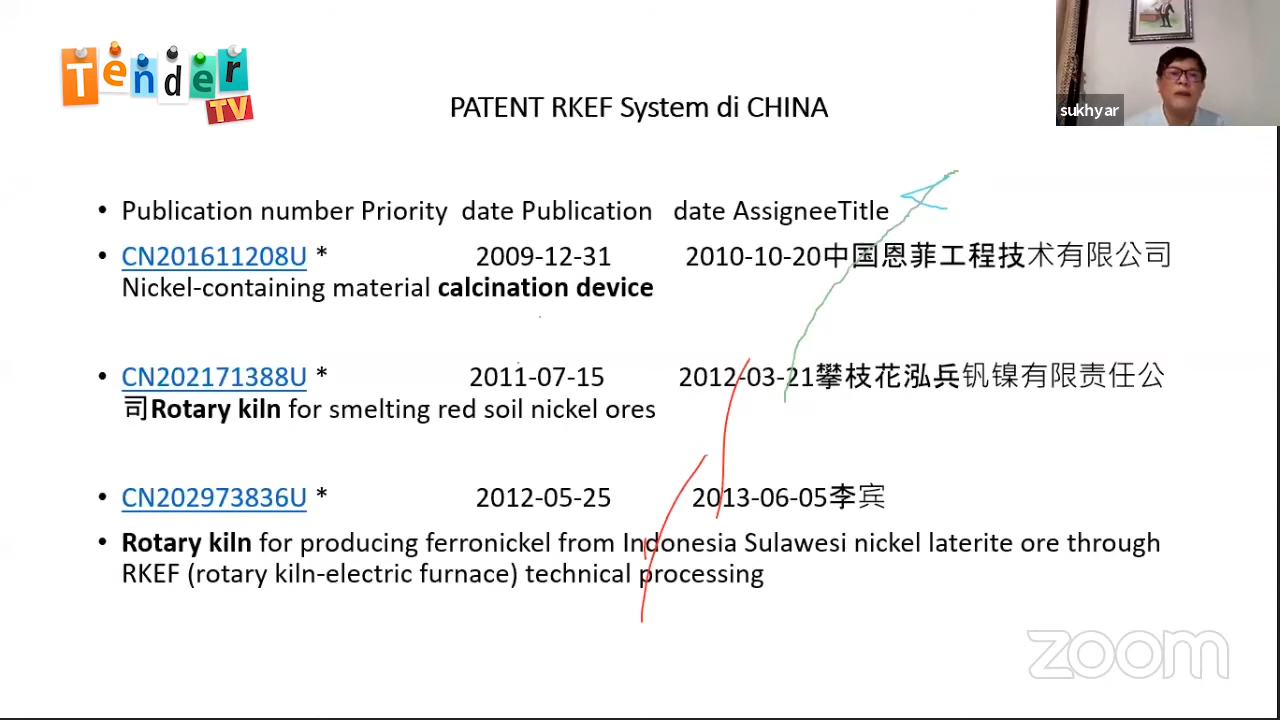 Tender
TV
sukhyar
PATENT RKEF System di CHINA
• Publication number Priority date Publication date AssigneeTitle
• CN201611208U * 2009-12-31 2010-10-20中国恩菲工程技术有限公司
Nickel-containing material calcination device
• CN202171388U * 2011-07-15 2012-03-21攀枝花泓兵钒镍有限责任公
司Rotary kiln for smelting red soil nickel ores
• CN202973836U * 2012-05-25 2013-06-05李宾
• Rotary kiln for producing ferronickel from Indonesia Sulawesi nickel laterite ore through
RKEF (rotary kiln-electric furnace) technical processing
zoom